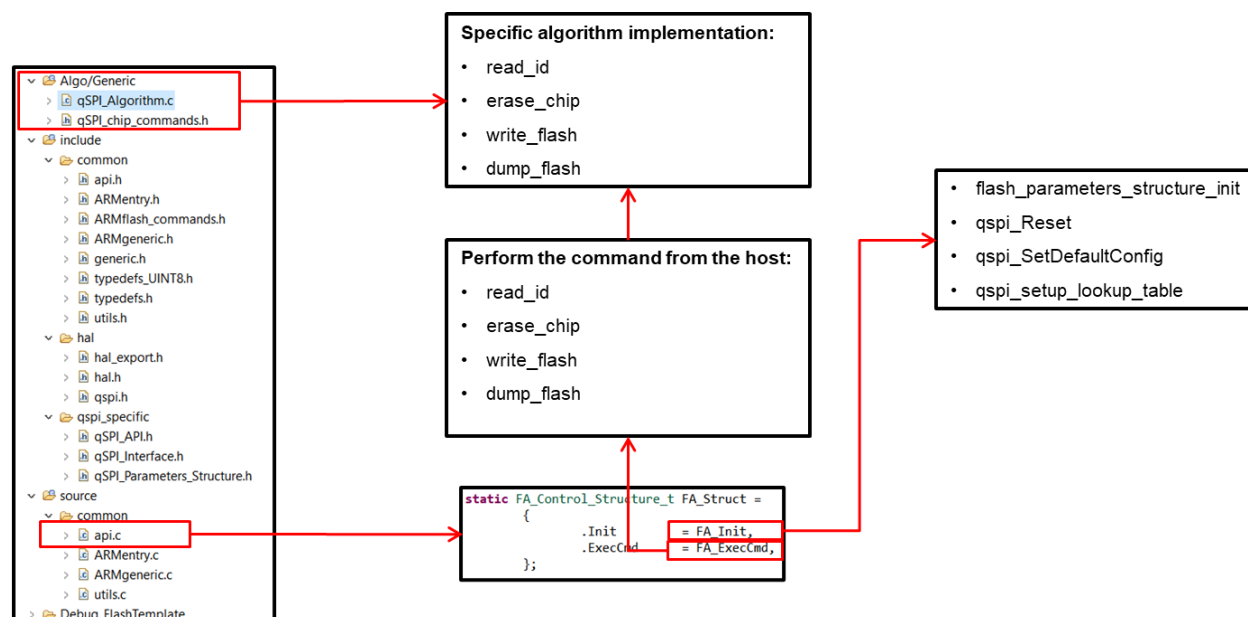 Algo/Generic
qSPI_Algorithm.c
qSPI_chip_commands.h
include
common
api.h
ARMentry.h
ARMflash_commands.h
ARMgeneric.h
generic.h
typedefs_UINT8.h
typedefs.h
utils.h
hal
hal_export.h
hal.h
qspi.h
qspi_specific
qSPI_API.h
qSPI_Interface.h
qSPI_Parameters_Structure.h
source
common
api.c
ARMentry.c
ARMgeneric.c
utils.c
Debug_FlashTemplate
Specific algorithm implementation:
• read_id
• erase_chip
• write_flash
• dump_flash
Perform the command from the host:
• read_id
• erase_chip
• write_flash
• dump_flash
static FA_Control_Structure_t FA_Struct =
{
.Init = FA_Init,
.ExecCmd = FA_ExecCmd,
};
• flash_parameters_structure_init
• qspi_Reset
• qspi_SetDefaultConfig
• qspi_setup_lookup_table